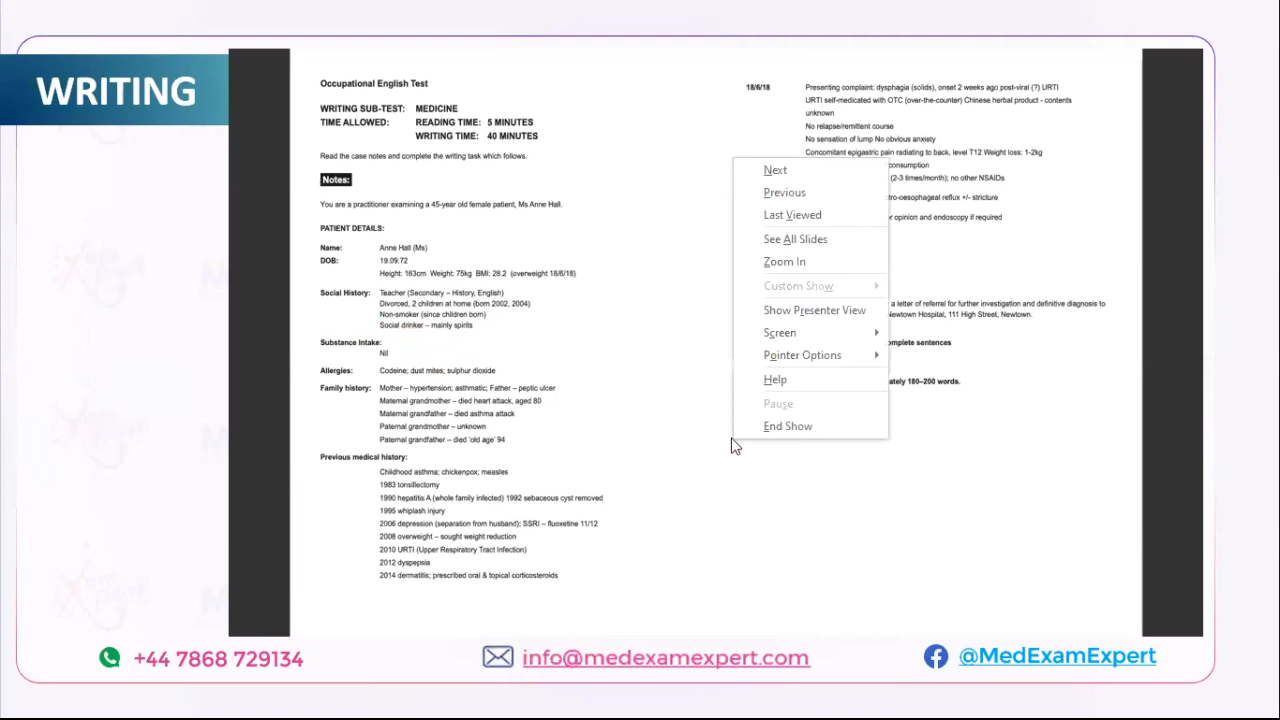 WRITING
Occupational English Test
WRITING SUB-TEST: MEDICINE
TIME ALLOWED: READING TIME: 5 MINUTES
WRITING TIME: 40 MINUTES
Read the case notes and complete the writing task which follows.
Notes:
You are a practitioner examining a 45-year old female patient, Ms Anne Hall.
PATIENT DETAILS:
Name: Anne Hall (Ms)
DOB: 19.09.72
Height: 163cm Weight: 75kg BMI: 28.2 (overweight 18/6/18)
Social History: Teacher (Secondary – History, English)
Divorced, 2 children at home (born 2002, 2004)
Non-smoker (since children born)
Social drinker – mainly spirits
Substance Intake:
Nil
Allergies: Codeine; dust mites; sulphur dioxide
Family history: Mother – hypertension; asthmatic; Father – peptic ulcer
Maternal grandmother – died heart attack, aged 80
Maternal grandfather – died asthma attack
Paternal grandmother – unknown
Paternal grandfather – died 'old age' 94
Previous medical history:
Childhood asthma; chickenpox; measles
1983 tonsillectomy
1990 hepatitis A (whole family infected) 1992 sebaceous cyst removed
1995 whiplash injury
2006 depression (separation from husband); SSRI – fluoxetine 11/12
2008 overweight – sought weight reduction
2010 URTI (Upper Respiratory Tract Infection)
2012 dyspepsia
2014 dermatitis; prescribed oral & topical corticosteroids
18/6/18 Presenting complaint: dysphagia (solids), onset 2 weeks ago post-viral (?) URTI
URTI self-medicated with OTC (over-the-counter) Chinese herbal product - contents
unknown
No relapse/remittent course
No sensation of lump No obvious anxiety
Concomitant epigastric pain radiating to back, level T12 Weight loss: 1-2kg
consumption
(2-3 times/month); no other NSAIDs
tro-oesophageal reflux +/- stricture
r opinion and endoscopy if required
a letter of referral for further investigation and definitive diagnosis to
Newtown Hospital, 111 High Street, Newtown.
omplete sentences
ately 180–200 words.
Next
Previous
Last Viewed
See All Slides
Zoom In
Custom Show
Show Presenter View
Screen
Pointer Options
Help
Pause
End Show
+44 7868 729134
info@medexamexpert.com
@MedExamExpert